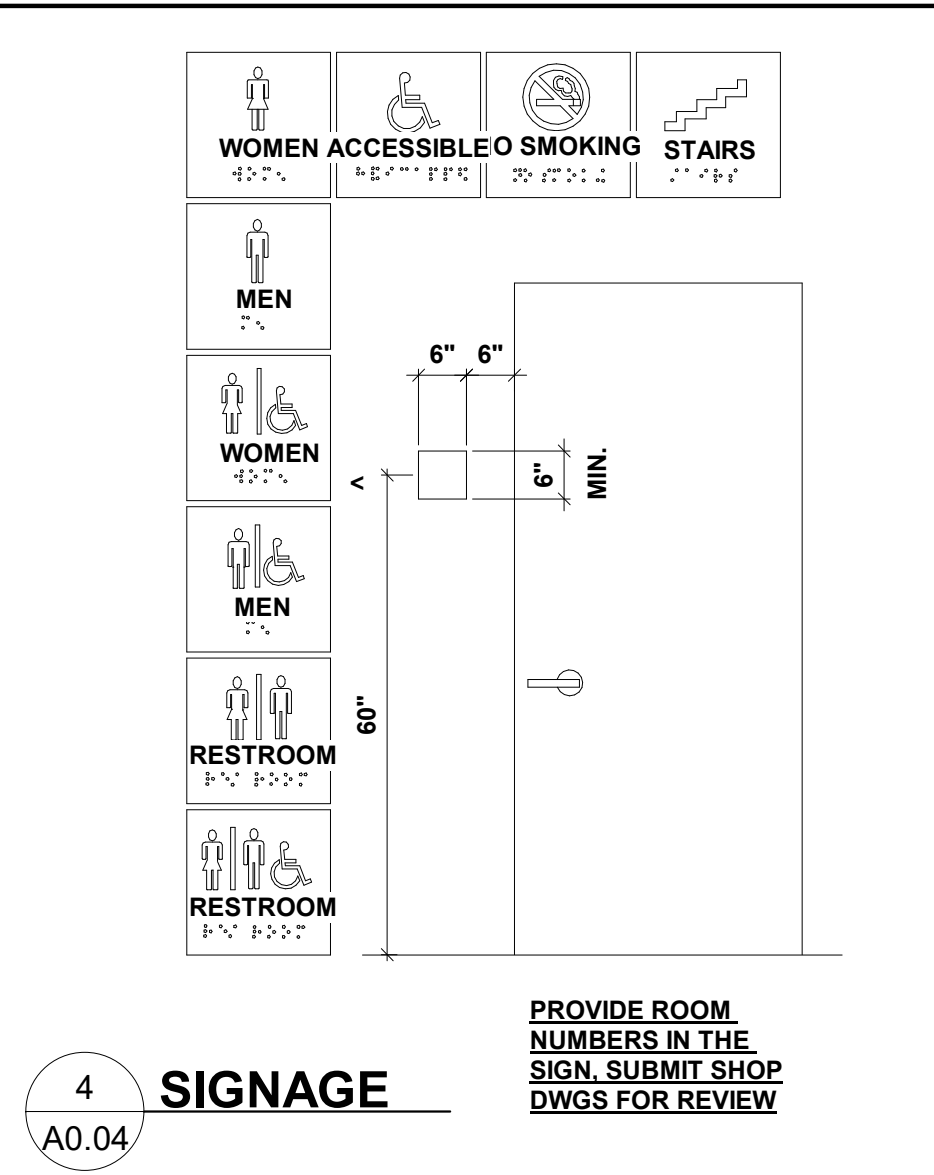 WOMEN
ACCESSIBLE
O SMOKING
STAIRS
MEN
WOMEN
MEN
RESTROOM
RESTROOM
6" 6"
6"
MIN.
<
60"
PROVIDE ROOM
NUMBERS IN THE
SIGN, SUBMIT SHOP
DWGS FOR REVIEW
4
A0.04
SIGNAGE